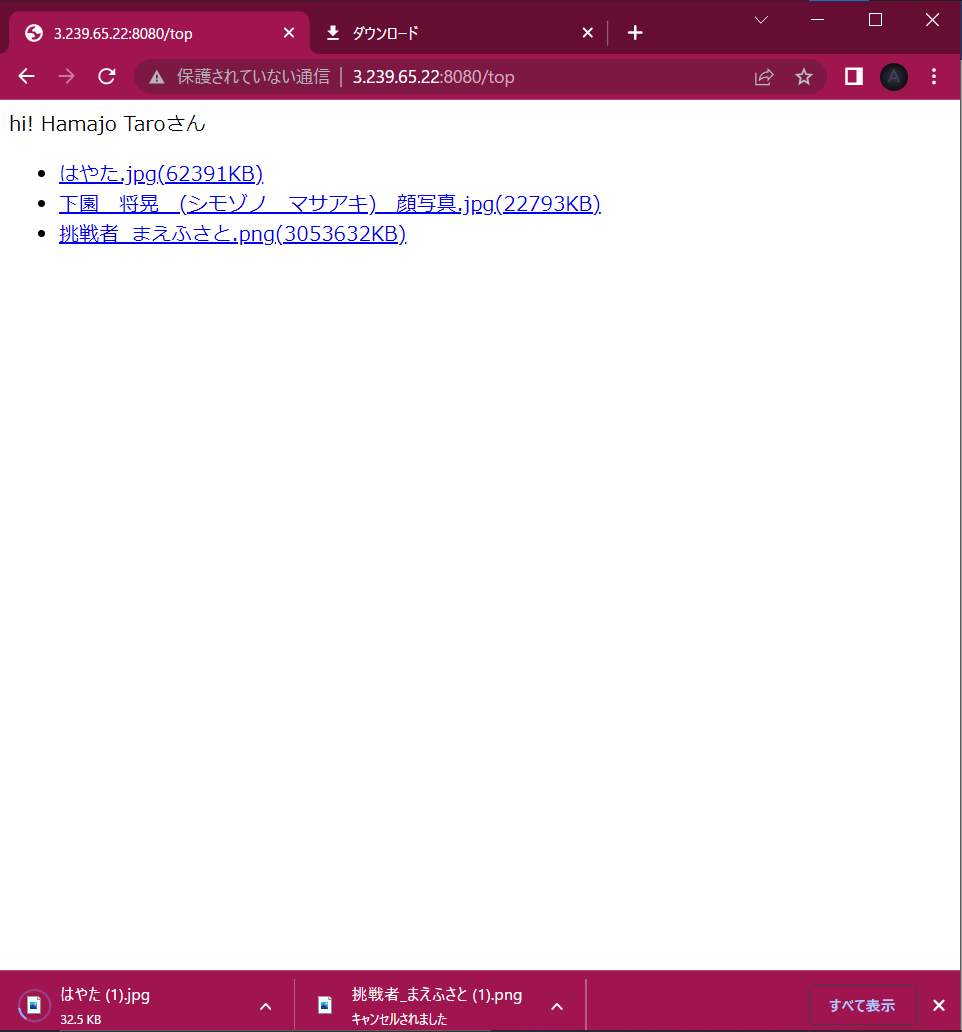 3.239.65.22:8080/top
ダウンロード
保護されていない通信 | 3.239.65.22:8080/top
A
hi! Hamajo Taroさん
はやた.jpg(62391KB)
下園　将晃　(シモゾノ　マサアキ)　顔写真.jpg(22793KB)
挑戦者_まえふさと.png(3053632KB)
はやた (1).jpg
32.5 KB
挑戦者_まえふさと (1).png
キャンセルされました
すべて表示